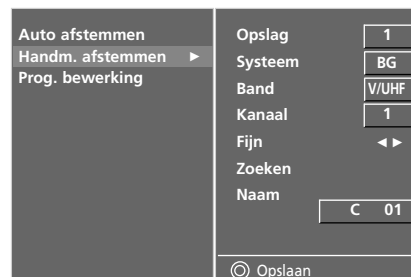 Auto afstemmen
Handm. afstemmen ►
Prog. bewerking
Opslag 1
Systeem BG
Band V/UHF
Kanaal 1
Fijn ◄►
Zoeken
Naam
C 01
Opslaan